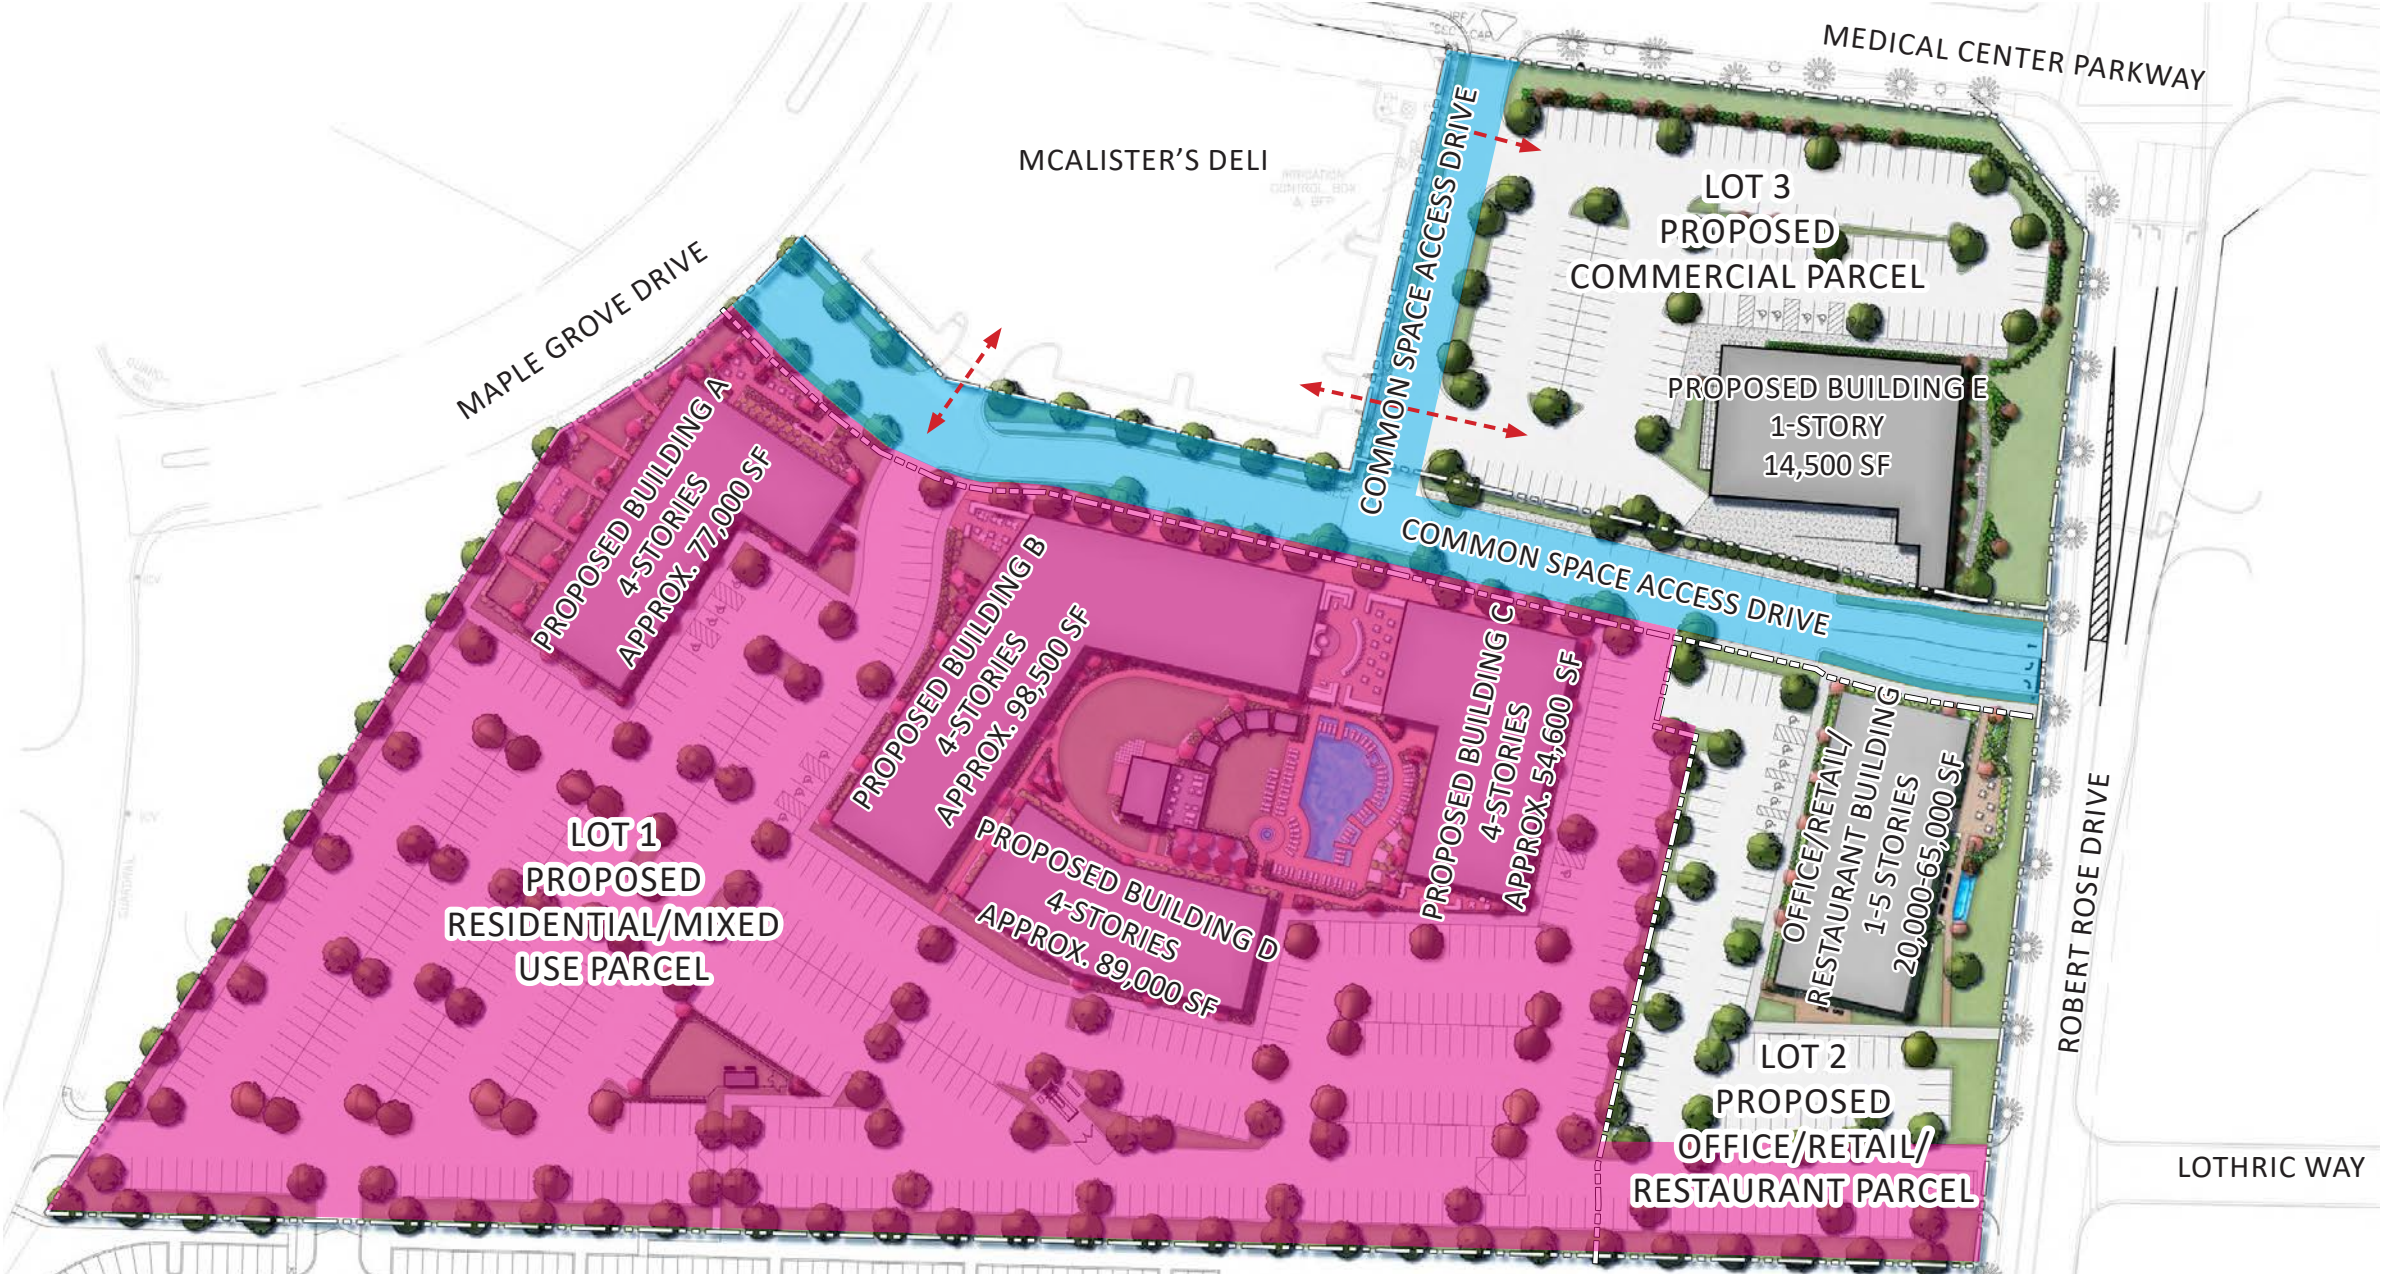 MEDICAL CENTER PARKWAY
MCALISTER'S DELI
IRRIGATION
CONTROL BOX
& BFP
COMMON SPACE ACCESS DRIVE
LOT 3
PROPOSED
COMMERCIAL PARCEL
MAPLE GROVE DRIVE
PROPOSED BUILDING E
1-STORY
14,500 SF
PROPOSED BUILDING A
4-STORIES
APPROX. 77,000 SF
COMMON SPACE ACCESS DRIVE
PROPOSED BUILDING B
4-STORIES
APPROX. 98,500 SF
PROPOSED BUILDING C
4-STORIES
APPROX. 54,600 SF
OFFICE/RETAIL/
RESTAURANT BUILDING G
1-5 STORIES
20,000-65,000 SF
ROBERT ROSE DRIVE
LOT 1
PROPOSED
RESIDENTIAL/MIXED
USE PARCEL
PROPOSED BUILDING D
4-STORIES
APPROX. 89,000 SF
LOT 2
PROPOSED
OFFICE/RETAIL/
RESTAURANT PARCEL
LOTHRIC WAY